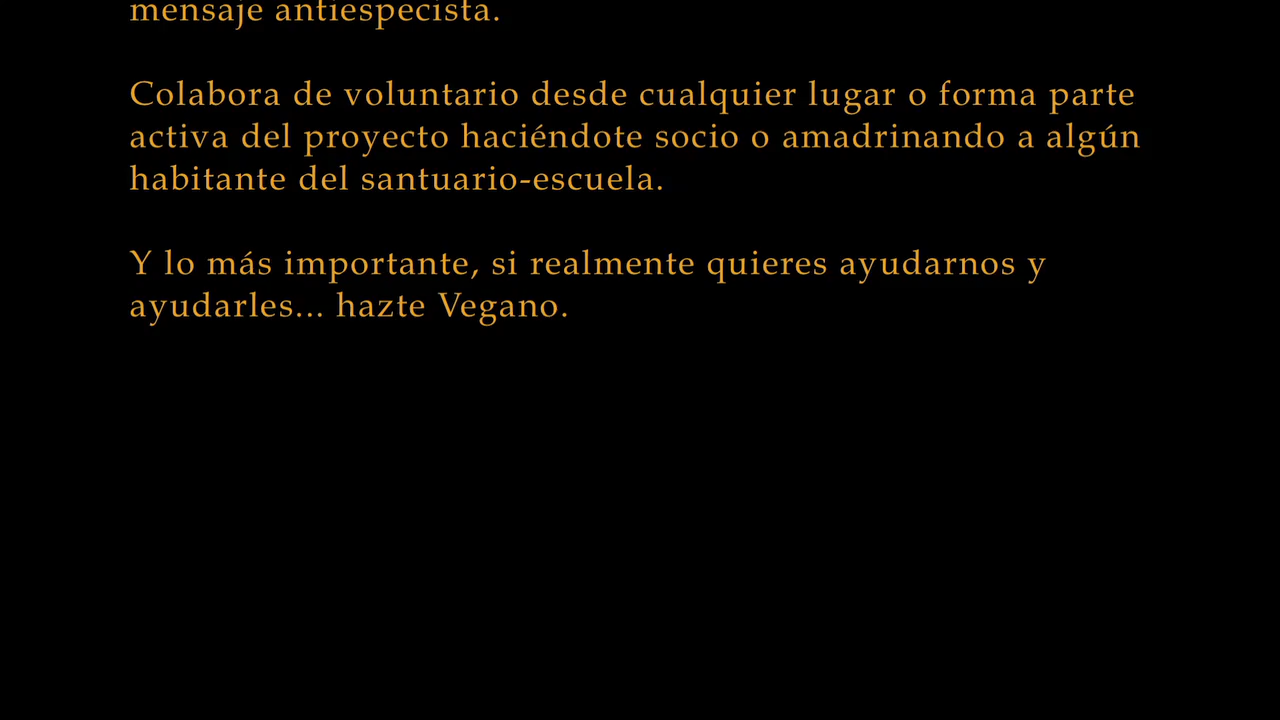 mensaje antiespecista.
Colabora de voluntario desde cualquier lugar o forma parte
activa del proyecto haciéndote socio o amadrinando a algún
habitante del santuario-escuela.
Y lo más importante, si realmente quieres ayudarnos y
ayudarles... hazte Vegano.